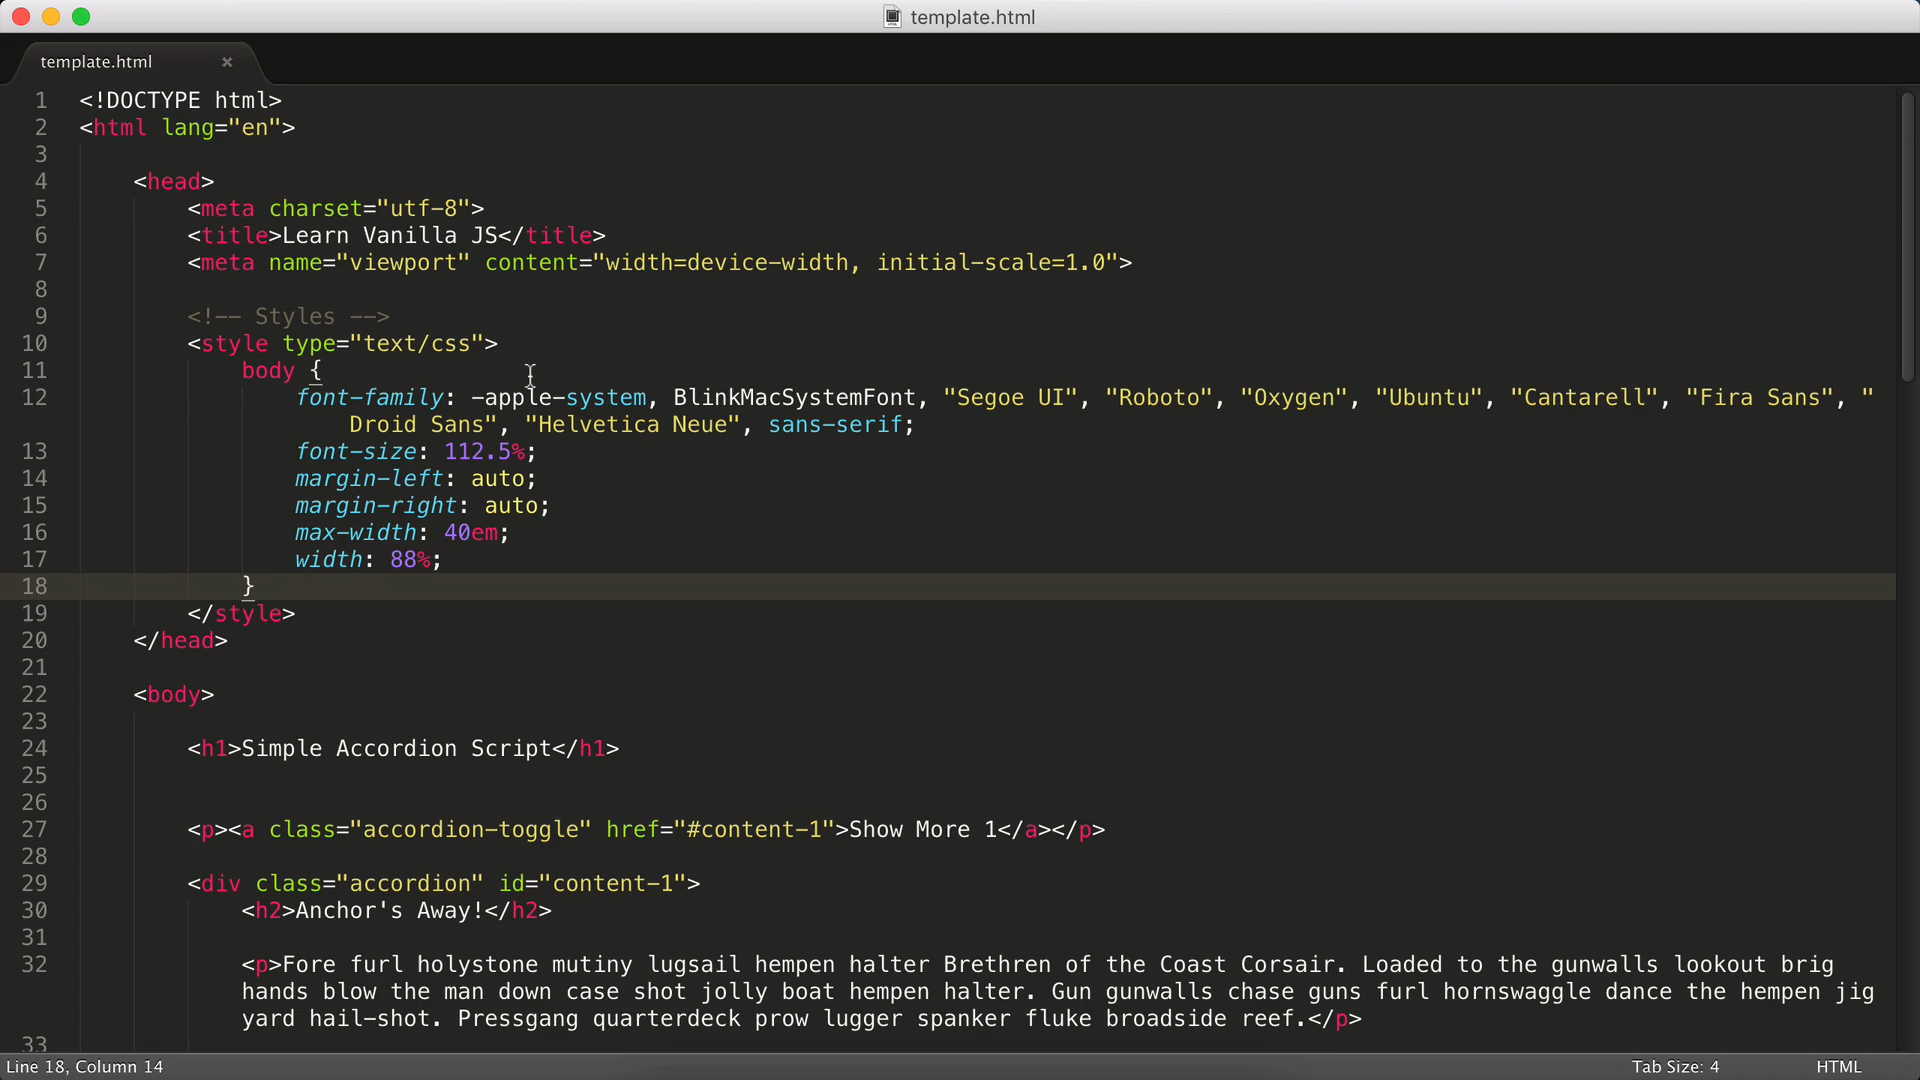 template.html
template.html ×
1 <!DOCTYPE html>
2 <html lang="en">
3
4 <head>
5 <meta charset="utf-8">
6 <title>Learn Vanilla JS</title>
7 <meta name="viewport" content="width=device-width, initial-scale=1.0">
8
9 <!-- Styles -->
10 <style type="text/css">
11 body {
12 font-family: -apple-system, BlinkMacSystemFont, "Segoe UI", "Roboto", "Oxygen", "Ubuntu", "Cantarell", "Fira Sans", "
Droid Sans", "Helvetica Neue", sans-serif;
13 font-size: 112.5%;
14 margin-left: auto;
15 margin-right: auto;
16 max-width: 40em;
17 width: 88%;
18 }
19 </style>
20 </head>
21
22 <body>
23
24 <h1>Simple Accordion Script</h1>
25
26
27 <p><a class="accordion-toggle" href="#content-1">Show More 1</a></p>
28
29 <div class="accordion" id="content-1">
30 <h2>Anchor's Away!</h2>
31
32 <p>Fore furl holystone mutiny lugsail hempen halter Brethren of the Coast Corsair. Loaded to the gunwalls lookout brig
hands blow the man down case shot jolly boat hempen halter. Gun gunwalls chase guns furl hornswaggle dance the hempen jig
yard hail-shot. Pressgang quarterdeck prow lugger spanker fluke broadside reef.</p>
33
Line 18, Column 14 Tab Size: 4 HTML